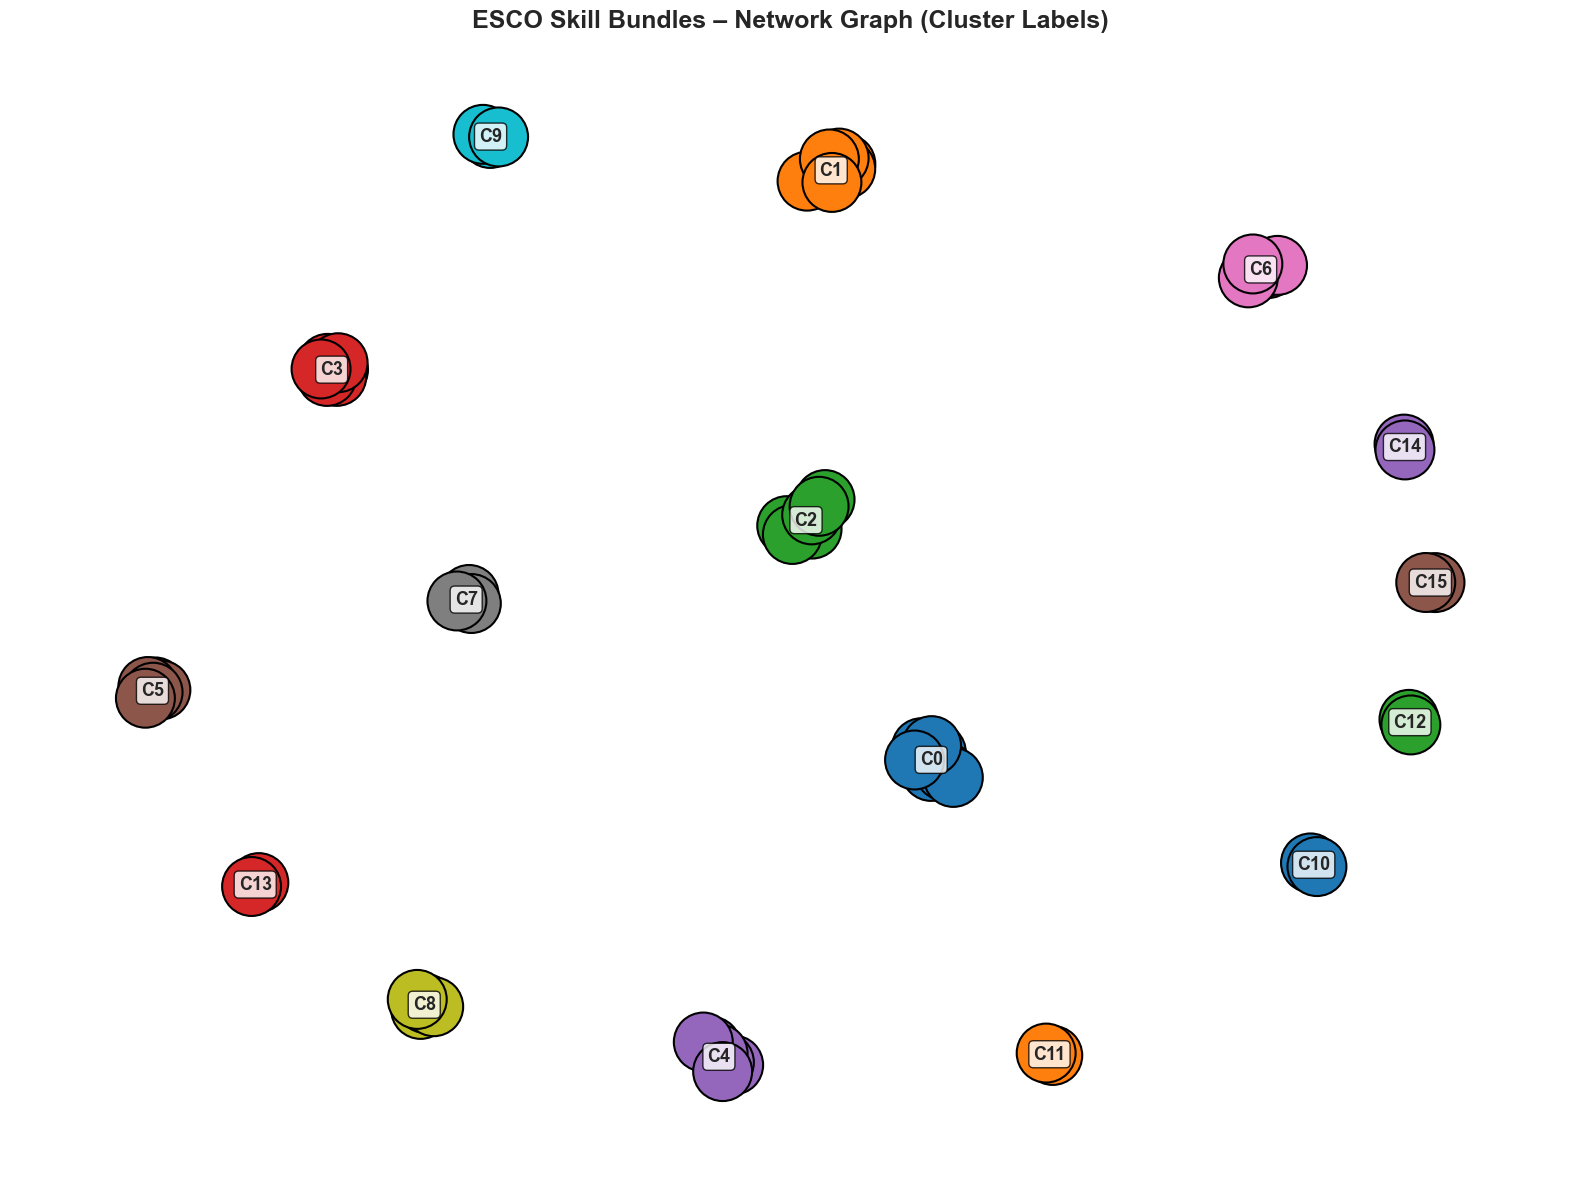 ESCO Skill Bundles – Network Graph (Cluster Labels)
C9
C1
C6
C3
C14
C2
C15
C7
C5
C12
C0
C10
C13
C8
C4
C11